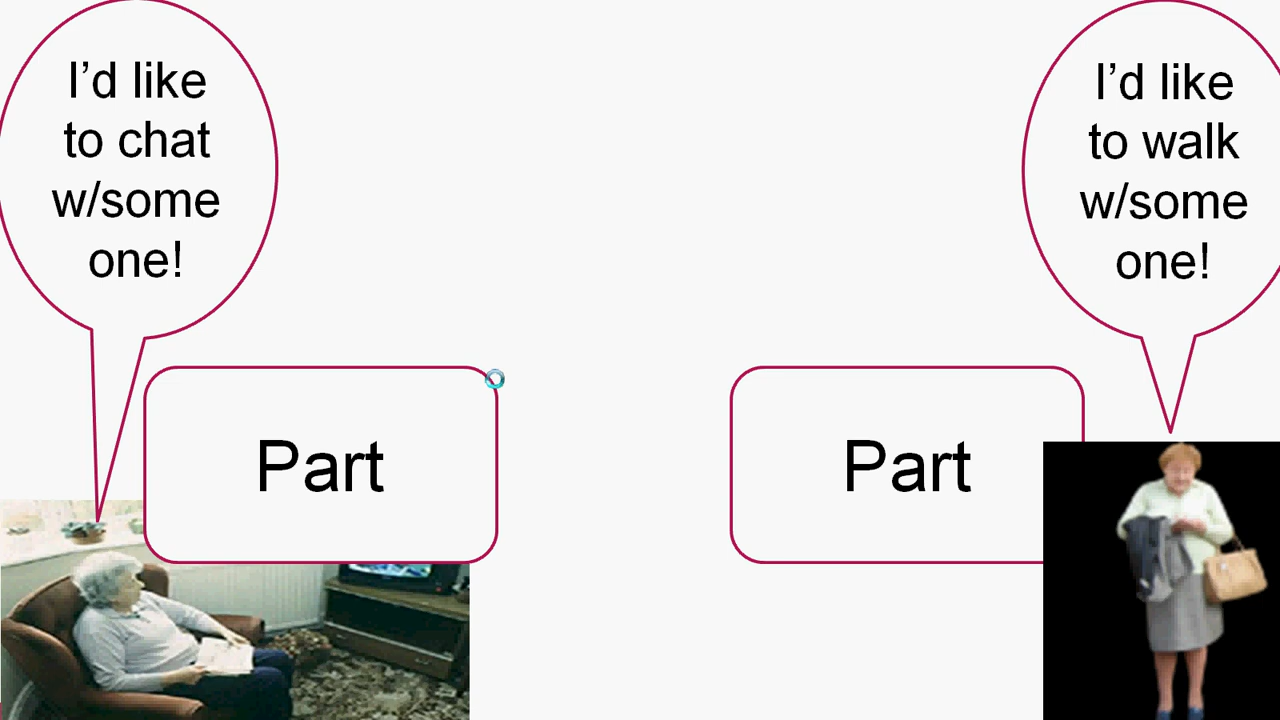 I’d like
to chat
w/some
one!
I’d like
to walk
w/some
one!
Part
Part